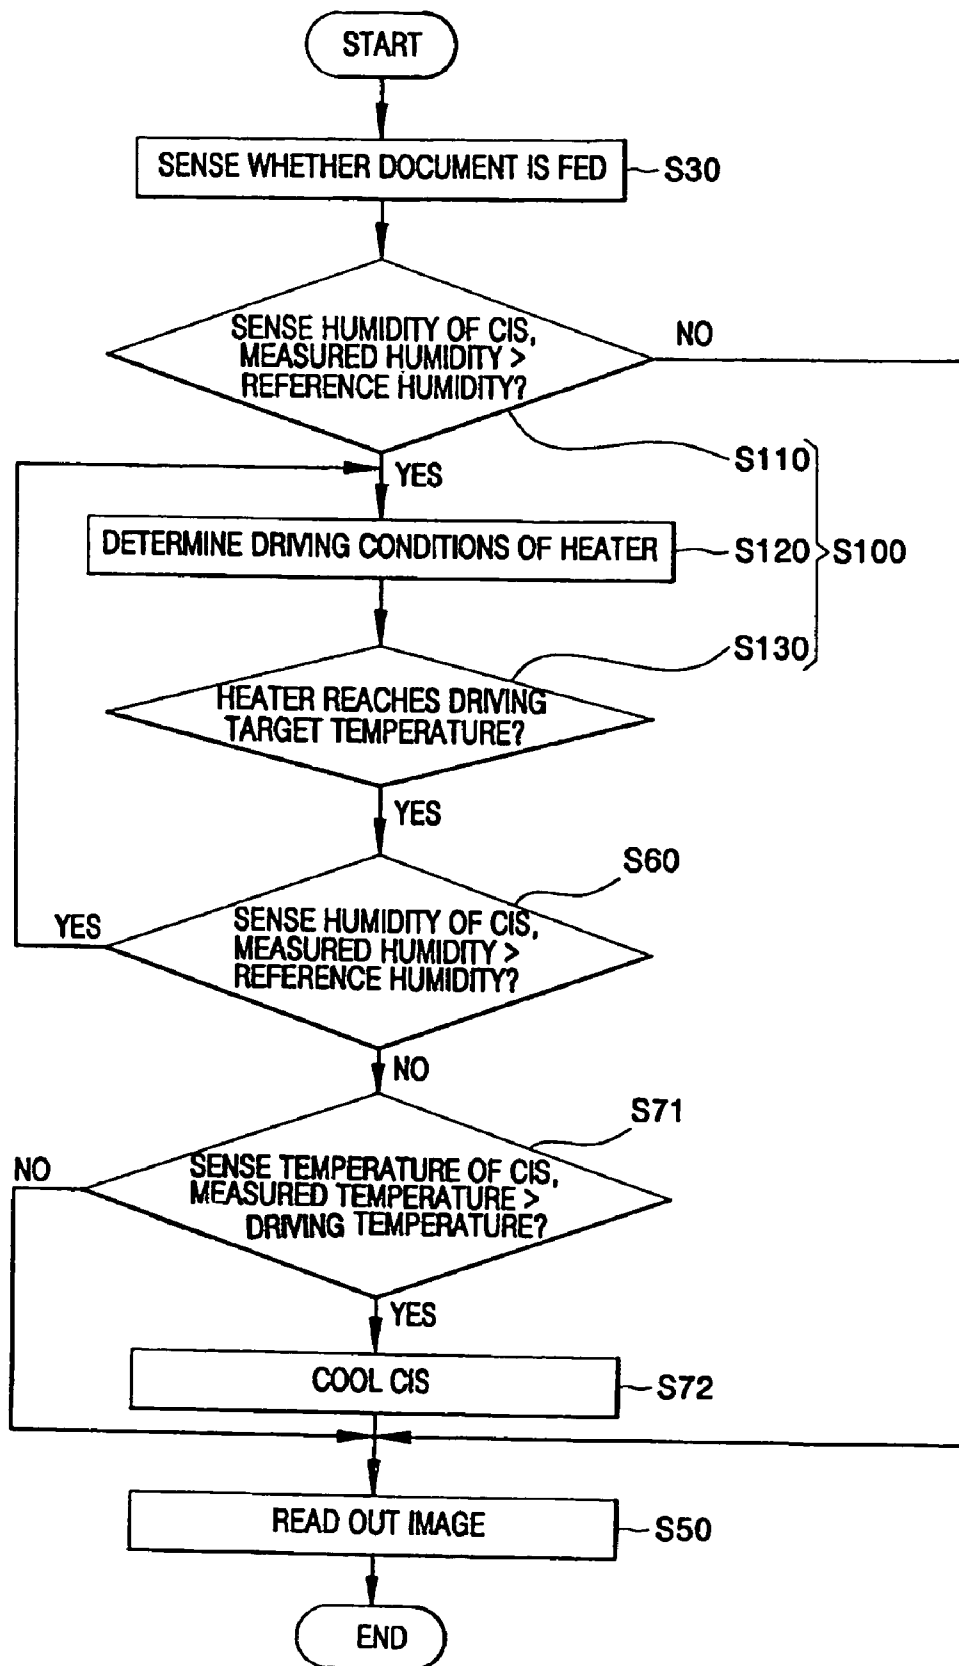 START
SENSE WHETHER DOCUMENT IS FED
S30
SENSE HUMIDITY OF CIS,
MEASURED HUMIDITY >
REFERENCE HUMIDITY?
NO
S110
YES
DETERMINE DRIVING CONDITIONS OF HEATER
S120
S100
S130
HEATER REACHES DRIVING
TARGET TEMPERATURE?
YES
S60
SENSE HUMIDITY OF CIS,
MEASURED HUMIDITY >
REFERENCE HUMIDITY?
YES
NO
S71
SENSE TEMPERATURE OF CIS,
MEASURED TEMPERATURE >
DRIVING TEMPERATURE?
NO
YES
COOL CIS
S72
READ OUT IMAGE
S50
END